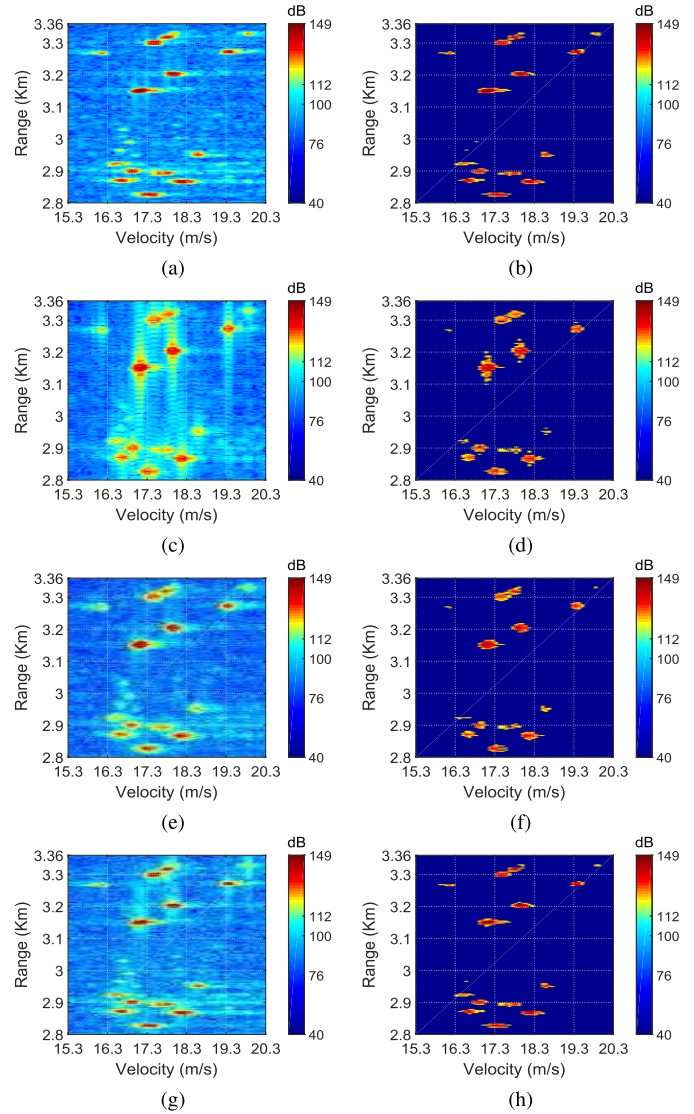 dB dB
3.36 149 3.36 149
3.3 3.3
3.2 112 3.2 112
3.1 100 3.1 100
Range (Km) Range (Km)
3 3
76 76
2.9 2.9
2.8 40 2.8 40
15.3 16.3 17.3 18.3 19.3 20.3 15.3 16.3 17.3 18.3 19.3 20.3
Velocity (m/s) Velocity (m/s)
(a) (b)
dB dB
3.36 149 3.36 149
3.3 3.3
3.2 112 3.2 112
3.1 100 3.1 100
Range (Km) Range (Km)
3 3
76 76
2.9 2.9
2.8 40 2.8 40
15.3 16.3 17.3 18.3 19.3 20.3 15.3 16.3 17.3 18.3 19.3 20.3
Velocity (m/s) Velocity (m/s)
(c) (d)
dB dB
3.36 149 3.36 149
3.3 3.3
3.2 112 3.2 112
3.1 100 3.1 100
Range (Km) Range (Km)
3 3
76 76
2.9 2.9
2.8 40 2.8 40
15.3 16.3 17.3 18.3 19.3 20.3 15.3 16.3 17.3 18.3 19.3 20.3
Velocity (m/s) Velocity (m/s)
(e) (f)
dB dB
3.36 149 3.36 149
3.3 3.3
3.2 112 3.2 112
3.1 100 3.1 100
Range (Km) Range (Km)
3 3
76 76
2.9 2.9
2.8 40 2.8 40
15.3 16.3 17.3 18.3 19.3 20.3 15.3 16.3 17.3 18.3 19.3 20.3
Velocity (m/s) Velocity (m/s)
(g) (h)